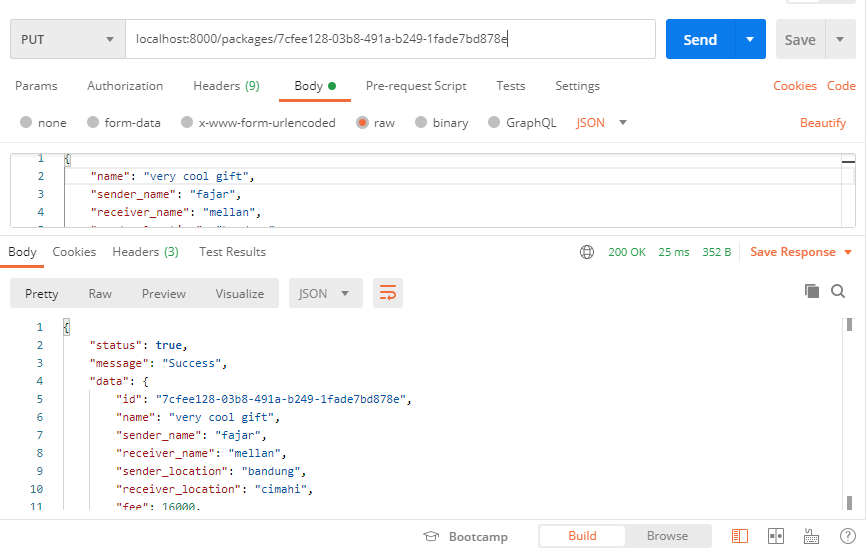 PUT localhost:8000/packages/7cfee128-03b8-491a-b249-1fade7bd878e Send Save
Params Authorization Headers (9) Body Pre-request Script Tests Settings Cookies Code
none form-data x-www-form-urlencoded raw binary GraphQL JSON Beautify
1 {
2 "name": "very cool gift",
3 "sender_name": "fajar",
4 "receiver_name": "mellan",
Body Cookies Headers (3) Test Results 200 OK 25 ms 352 B Save Response
Pretty Raw Preview Visualize JSON
1 {
2 "status": true,
3 "message": "Success",
4 "data": {
5 "id": "7cfee128-03b8-491a-b249-1fade7bd878e",
6 "name": "very cool gift",
7 "sender_name": "fajar",
8 "receiver_name": "mellan",
9 "sender_location": "bandung",
10 "receiver_location": "cimahi",
11 "fee": 16000,
Bootcamp Build Browse